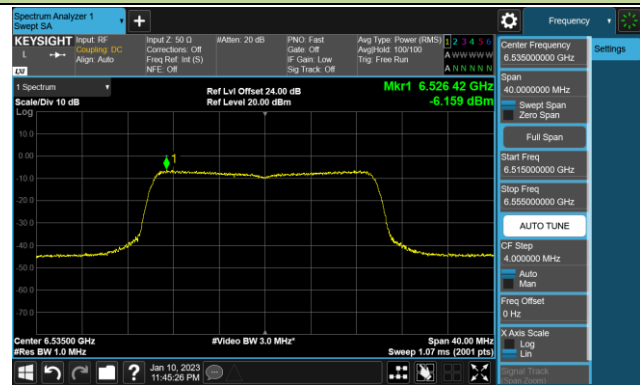 Spectrum Analyzer 1
Swept SA
Frequency
KEYSIGHT Input: RF Input Z: 50 Ω #Atten: 20 dB PNO: Fast Avg Type: Power (RMS) 1 2 3 4 5 6
L Coupling: DC Corrections: Off Gate: Off Avg|Hold: 100/100 A W W W W W
Align: Auto Freq Ref: Int (S) IF Gain: Low Trig: Free Run
LXI NFE: Off Sig Track: Off A N N N N N
1 Spectrum
Ref Lvl Offset 24.00 dB Mkr1 6.526 42 GHz
Scale/Div 10 dB Ref Level 20.00 dBm -6.159 dBm
Log
10.0
0.00
1
-10.0
-20.0
-30.0
-40.0
-50.0
-60.0
-70.0
Center 6.53500 GHz #Video BW 3.0 MHz* Span 40.00 MHz
#Res BW 1.0 MHz Sweep 1.07 ms (2001 pts)
? Jan 10, 2023
11:45:26 PM
Center Frequency
6.535000000 GHz
Settings
Span
40.0000000 MHz
Swept Span
Zero Span
Full Span
Start Freq
6.515000000 GHz
Stop Freq
6.555000000 GHz
AUTO TUNE
CF Step
4.000000 MHz
Auto
Man
Freq Offset
0 Hz
X Axis Scale
Log
Lin
Signal Track
(Span Zoom)